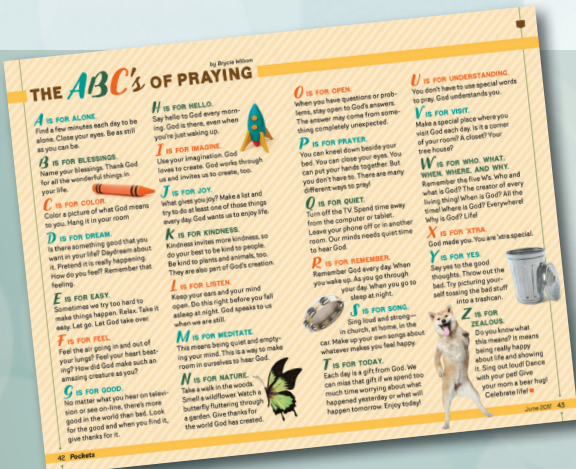 by Brycie Wilson
THE ABC's OF PRAYING
A IS FOR ALONE.
Find a few minutes each day to be
alone. Close your eyes. Be as still
as you can be.
B IS FOR BLESSINGS.
Name your blessings. Thank God
for all the wonderful things in
your life.
C IS FOR COLOR.
Color a picture of what God means
to you. Hang it in your room
D IS FOR DREAM.
Is there something good that you
want in your life? Daydream about
it. Pretend it is really happening.
How do you feel? Remember that
feeling.
E IS FOR EASY.
Sometimes we try too hard to
make things happen. Relax. Take it
easy. Let go. Let God take over.
F IS FOR FEEL.
Feel the air going in and out of
your lungs? Feel your heart beat-
ing? How did God make such an
amazing creature as you?
G IS FOR GOOD.
No matter what you hear on televi-
tion or see on-line, there's more
good in the world than bad. Look
for the good and when you find it,
give thanks for it.
H IS FOR HELLO.
Say hello to God every morn-
ing. God is there, even when
you're just waking up.
I IS FOR IMAGINE.
Use your imagination. God
loves to create. God works through
us and invites us to create, too.
J IS FOR JOY.
What gives you joy? Make a list and
try to do at least one of those things
every day. God wants us to enjoy life.
K IS FOR KINDNESS.
Kindness invites more kindness, so
do your best to be kind to people.
Be kind to plants and animals, too.
They are also part of God's creation.
L IS FOR LISTEN.
Keep your ears and your mind
open. Do this right before you fall
asleep at night. God speaks to us
when we are still.
M IS FOR MEDITATE.
This means being quiet and empty-
ing your mind. This is a way to make
room in ourselves to hear God.
N IS FOR NATURE.
Take a walk in the woods.
Smell a wildflower. Watch a
butterfly fluttering through
a garden. Give thanks for
the world God has created.
O IS FOR OPEN.
When you have questions or prob-
lems, stay open to God's answers.
The answer may come from some-
thing completely unexpected.
P IS FOR PRAYER.
You can kneel down beside your
bed. You can close your eyes. You
can put your hands together. But
you don't have to. There are many
different ways to pray!
Q IS FOR QUIET.
Turn off the TV. Spend time away
from the computer or tablet.
Leave your phone off or in another
room. Our minds need quiet time
to hear God.
R IS FOR REMEMBER.
Remember God every day. When
you wake up. As you go through
your day. When you go to
sleep at night.
S IS FOR SONG.
Sing loud and strong—
in church, at home, in the
car. Make up your own songs about
whatever makes you feel happy.
T IS FOR TODAY.
Each day is a gift from God. We
can miss that gift if we spend too
much time worrying about what
happened yesterday or what will
happen tomorrow. Enjoy today!
U IS FOR UNDERSTANDING.
You don't have to use special words
to pray. God understands you.
V IS FOR VISIT.
Make a special place where you
visit God each day. Is it a corner
of your room? A closet? Your
tree house?
W IS FOR WHO, WHAT,
WHEN, WHERE, AND WHY.
Remember the five W's. Who and
what is God? The creator of every
living thing! When is God? All the
time! Where is God? Everywhere!
Why is God? Life!
X IS FOR XTRA.
God made you. You are 'xtra special.
Y IS FOR YES.
Say yes to the good
thoughts. Throw out the
bad. Try picturing your-
self tossing the bad stuff
into a trashcan.
Z IS FOR
ZEALOUS.
Do you know what
this means? It means
being really happy
about life and showing
it. Sing out loud! Dance
with your pet! Give
your mom a bear hug!
Celebrate life!
42 Pockets
June 2017 43